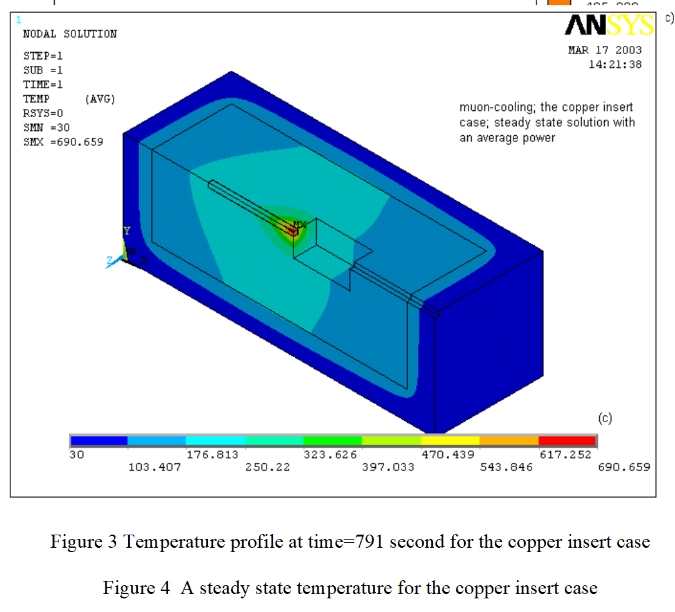 1
NODAL SOLUTION
STEP=1
SUB =1
TIME=1
TEMP (AVG)
RSYS=0
SMN =30
SMX =690.659
ANSYS
c)
MAR 17 2003
14:21:38
muon-cooling; the copper insert
case; steady state solution with
an average power
MX
Y
Z X
(c)
30 176.813 323.626 470.439 617.252
103.407 250.22 397.033 543.846 690.659
Figure 3 Temperature profile at time=791 second for the copper insert case
Figure 4 A steady state temperature for the copper insert case